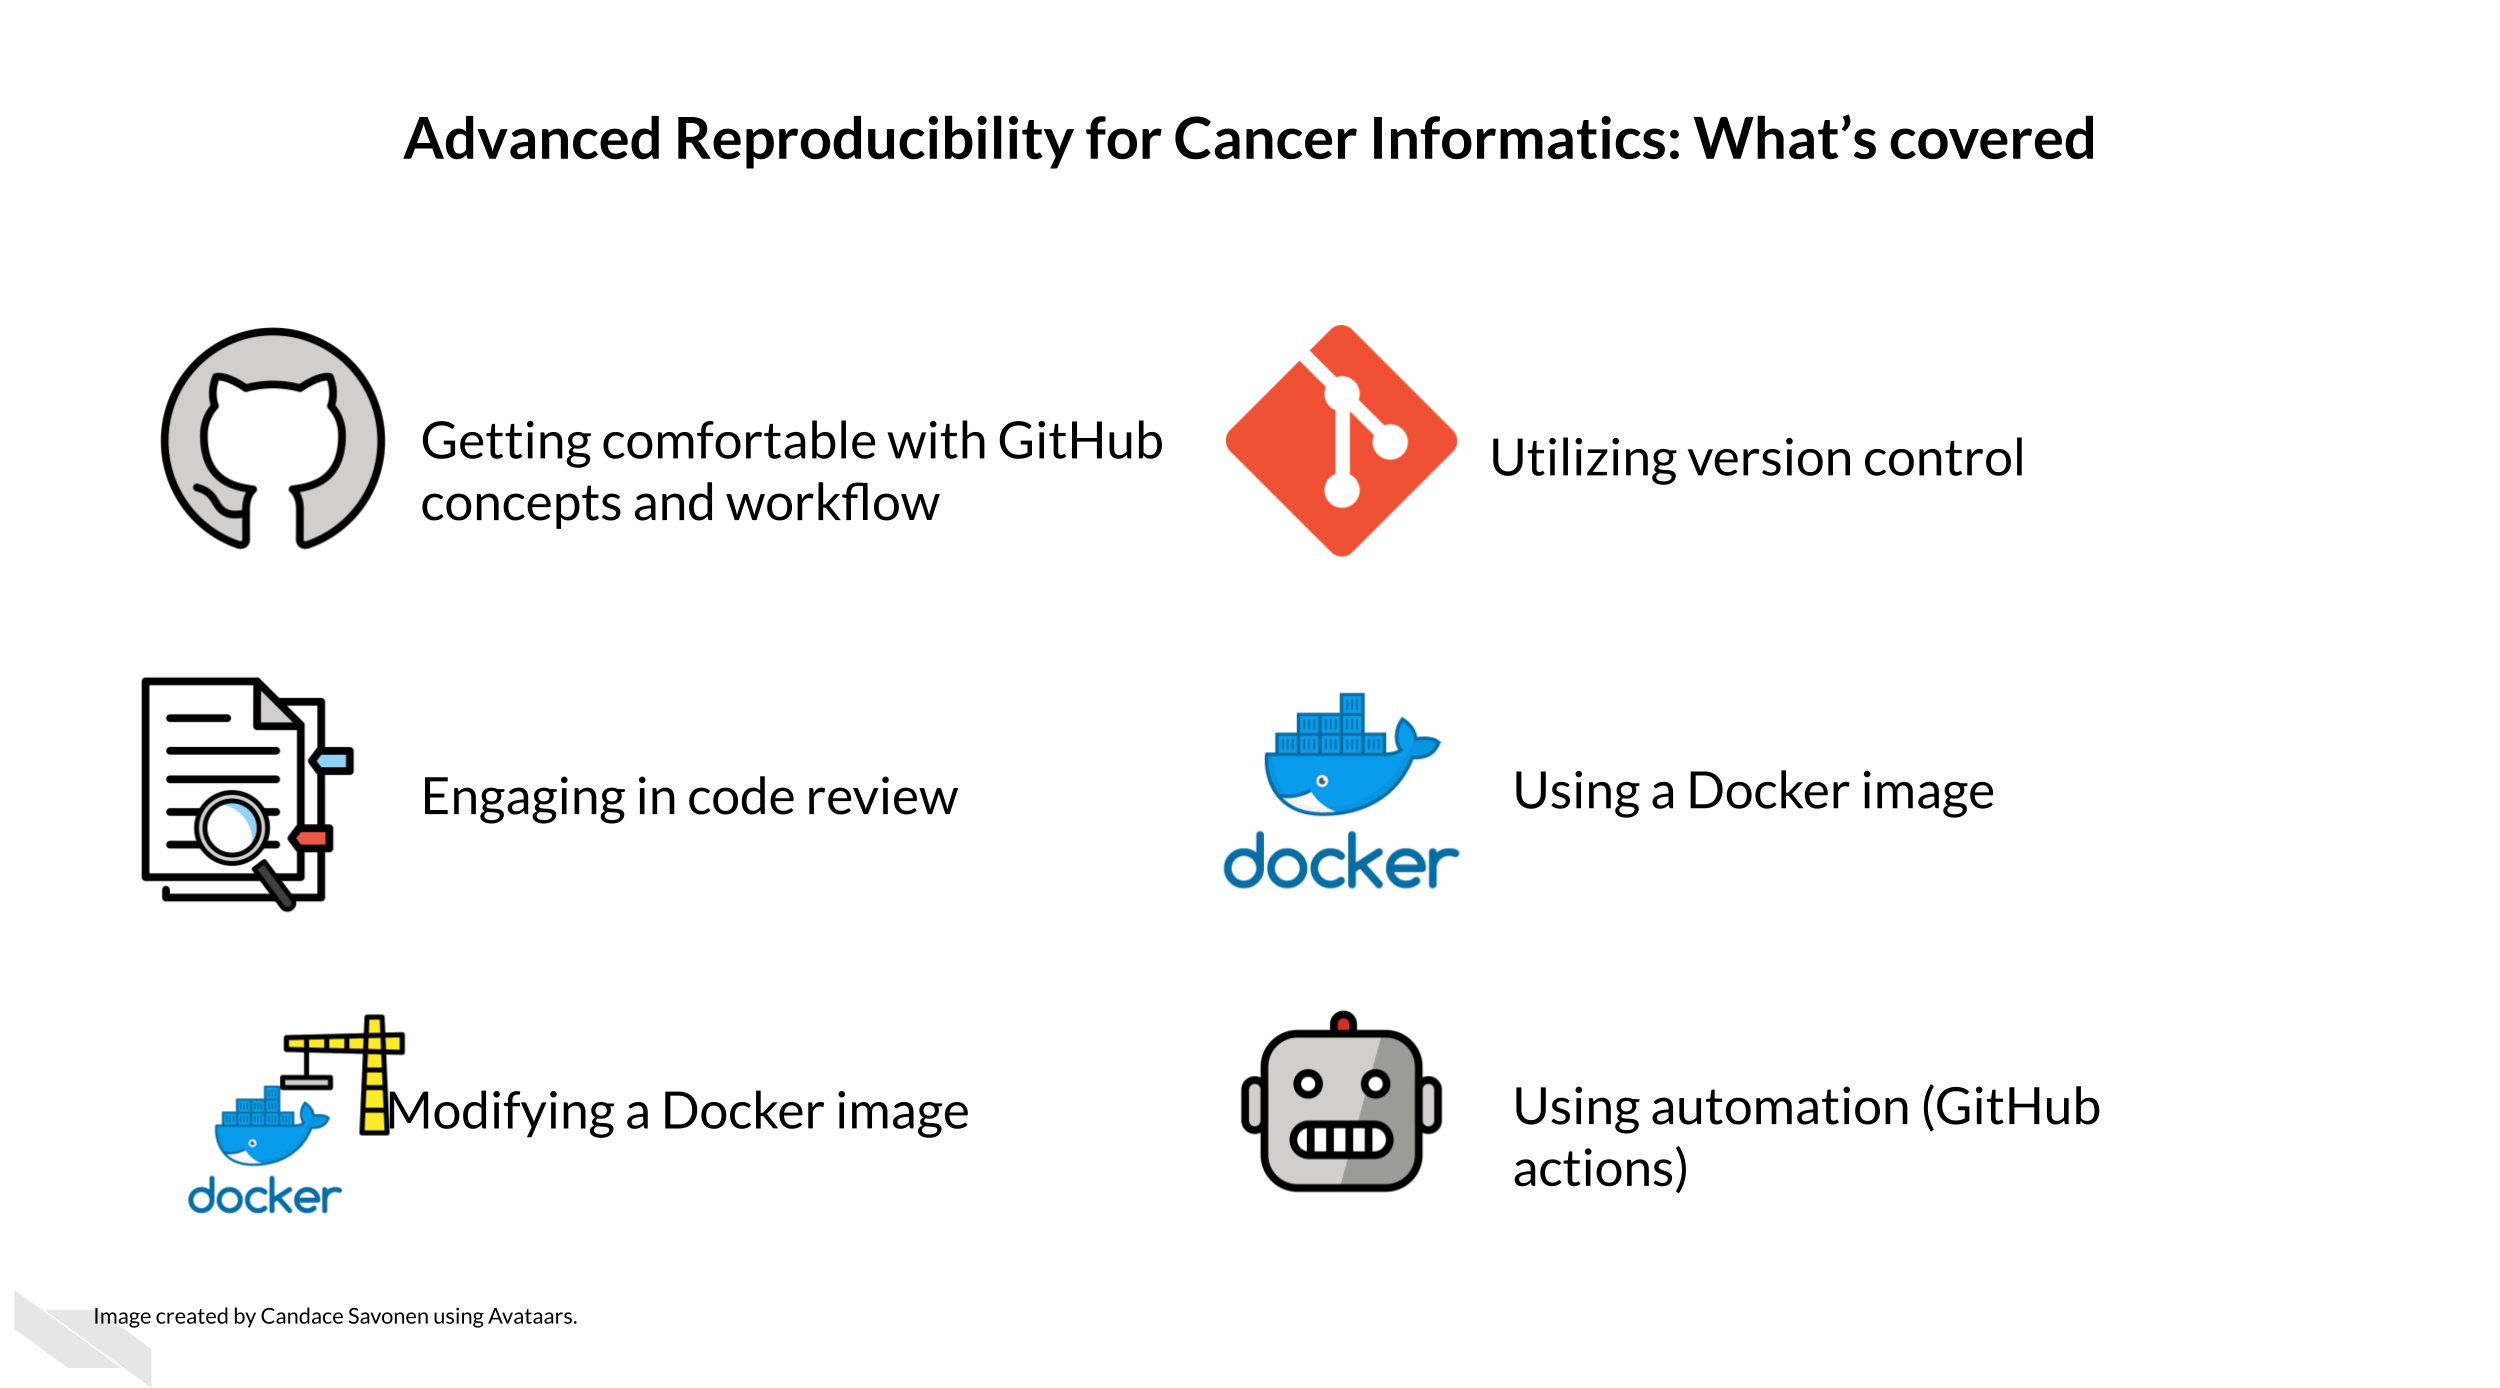 Advanced Reproducibility for Cancer Informatics: What's covered
Getting comfortable with GitHub
concepts and workflow
Utilizing version control
Engaging in code review
docker
Using a Docker image
docker
Modifying a Docker image
Using automation (GitHub
actions)
Image created by Candace Savonen using Avataars.